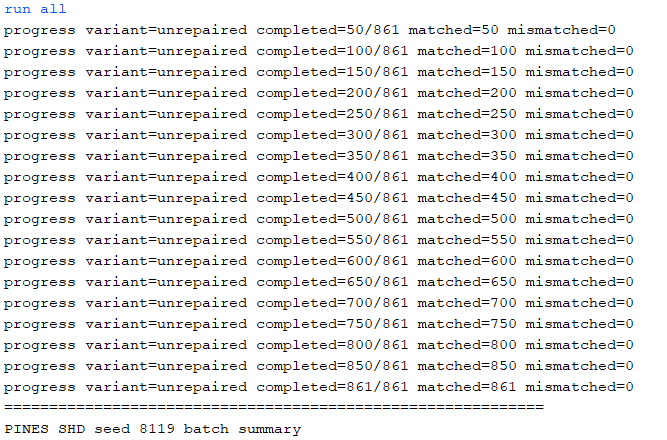 run all
progress variant=unrepaired completed=50/861 matched=50 mismatched=0
progress variant=unrepaired completed=100/861 matched=100 mismatched=0
progress variant=unrepaired completed=150/861 matched=150 mismatched=0
progress variant=unrepaired completed=200/861 matched=200 mismatched=0
progress variant=unrepaired completed=250/861 matched=250 mismatched=0
progress variant=unrepaired completed=300/861 matched=300 mismatched=0
progress variant=unrepaired completed=350/861 matched=350 mismatched=0
progress variant=unrepaired completed=400/861 matched=400 mismatched=0
progress variant=unrepaired completed=450/861 matched=450 mismatched=0
progress variant=unrepaired completed=500/861 matched=500 mismatched=0
progress variant=unrepaired completed=550/861 matched=550 mismatched=0
progress variant=unrepaired completed=600/861 matched=600 mismatched=0
progress variant=unrepaired completed=650/861 matched=650 mismatched=0
progress variant=unrepaired completed=700/861 matched=700 mismatched=0
progress variant=unrepaired completed=750/861 matched=750 mismatched=0
progress variant=unrepaired completed=800/861 matched=800 mismatched=0
progress variant=unrepaired completed=850/861 matched=850 mismatched=0
progress variant=unrepaired completed=861/861 matched=861 mismatched=0
============================================================
PINES SHD seed 8119 batch summary